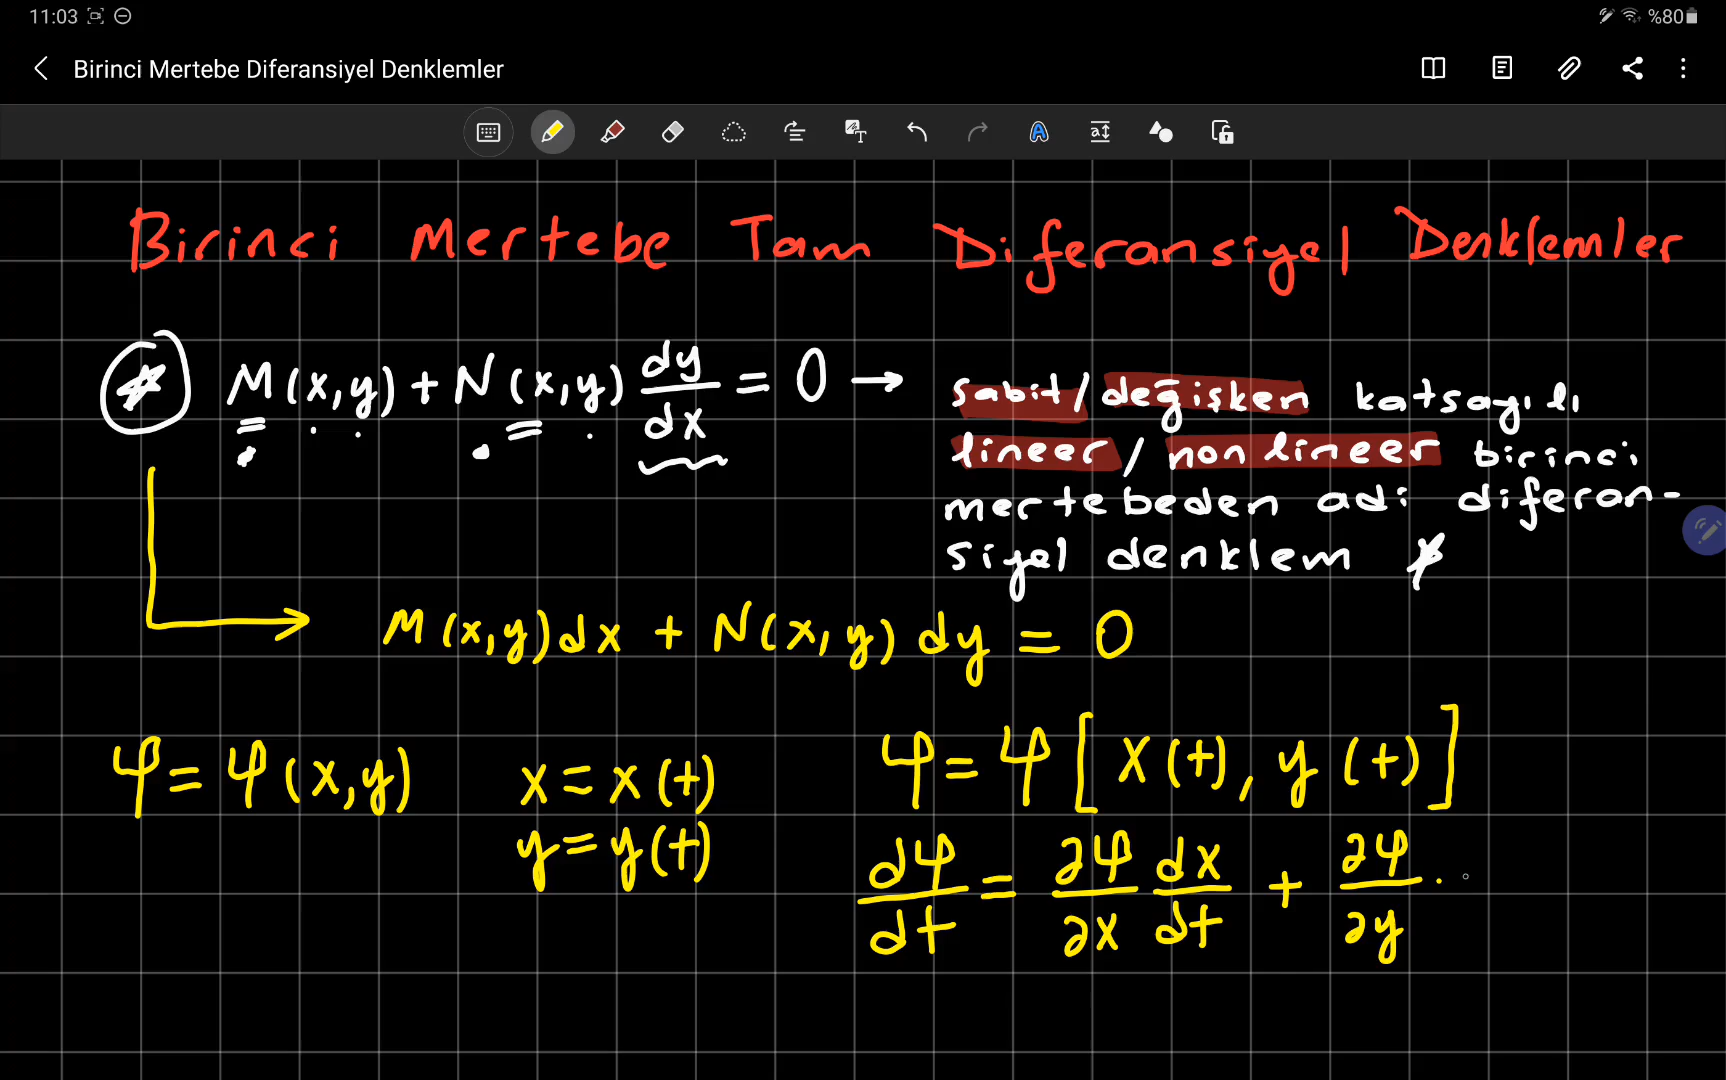 11:03 %80
Birinci Mertebe Diferansiyel Denklemler
Birinci Mertebe Tam Diferansiyel Denklemler
* M(x,y) + N(x,y) dy/dx = 0 → sabit / değişken katsayılı
lineer / non lineer birinci
mertebeden adi diferan-
siyel denklem *
M(x,y)dx + N(x,y)dy = 0
φ = φ(x,y) x = x(t) φ = φ[x(t), y(t)]
y = y(t) dφ/dt = ∂φ/∂x dx/dt + ∂φ/∂y .